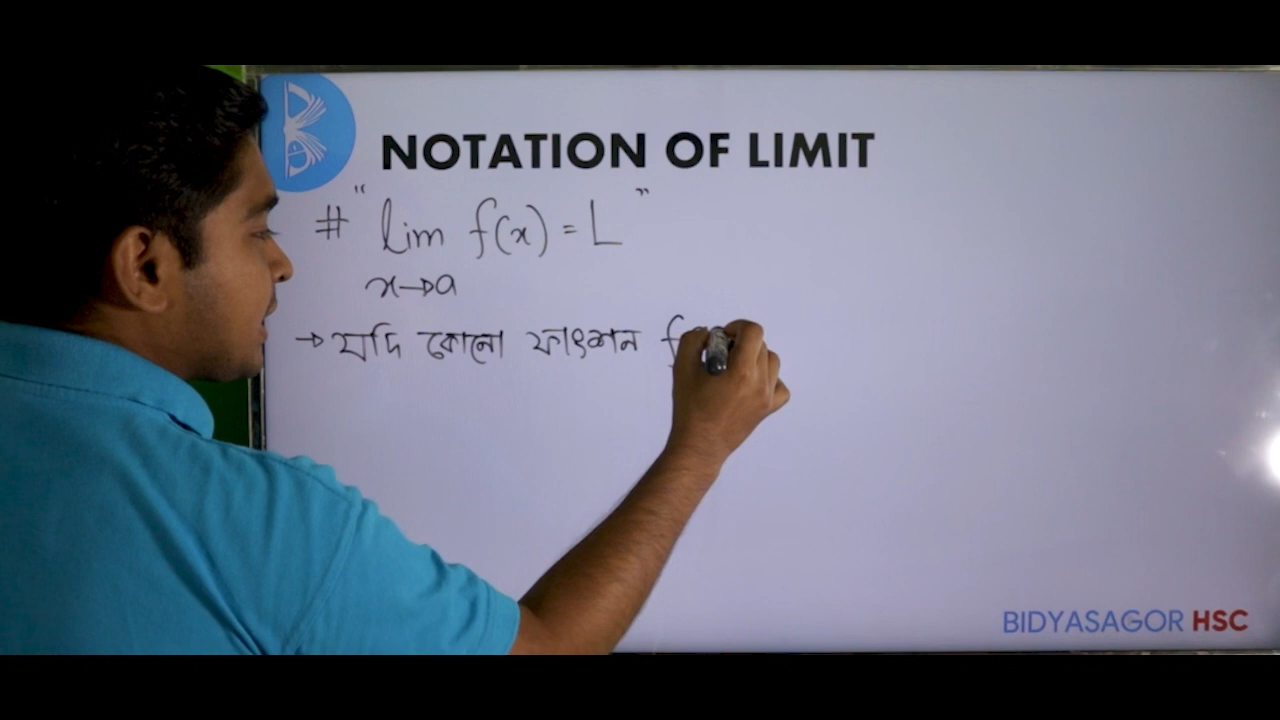 NOTATION OF LIMIT
# "lim f(x) = L"
x→a
→ যদি কোনো ফাংশন f
BIDYASAGOR HSC